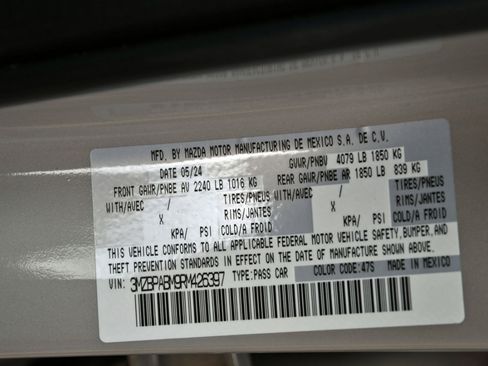 MFD. BY MAZDA MOTOR MANUFACTURING DE MEXICO S.A. DE C.V.
DATE 05/24 GVWR/PNBV 4079 LB 1850 KG
FRONT GAWR/PNBE AV 2240 LB 1016 KG REAR GAWR/PNBE AR 1850 LB 839 KG
WITH/AVEC / TIRES/PNEUS WITH/AVEC / TIRES/PNEUS
X RIMS/JANTES X RIMS/JANTES
KPA/ PSI COLD/A FROID KPA/ PSI COLD/A FROID
THIS VEHICLE CONFORMS TO ALL APPLICABLE FEDERAL MOTOR VEHICLE SAFETY, BUMPER, AND
THEFT PREVENTION STANDARDS IN EFFECT ON THE DATE OF MANUFACTURE SHOWN ABOVE.
VIN: 3MZBPABM9RM426397 TYPE: PASS CAR COLOR CODE: 47S MADE IN MEXICO